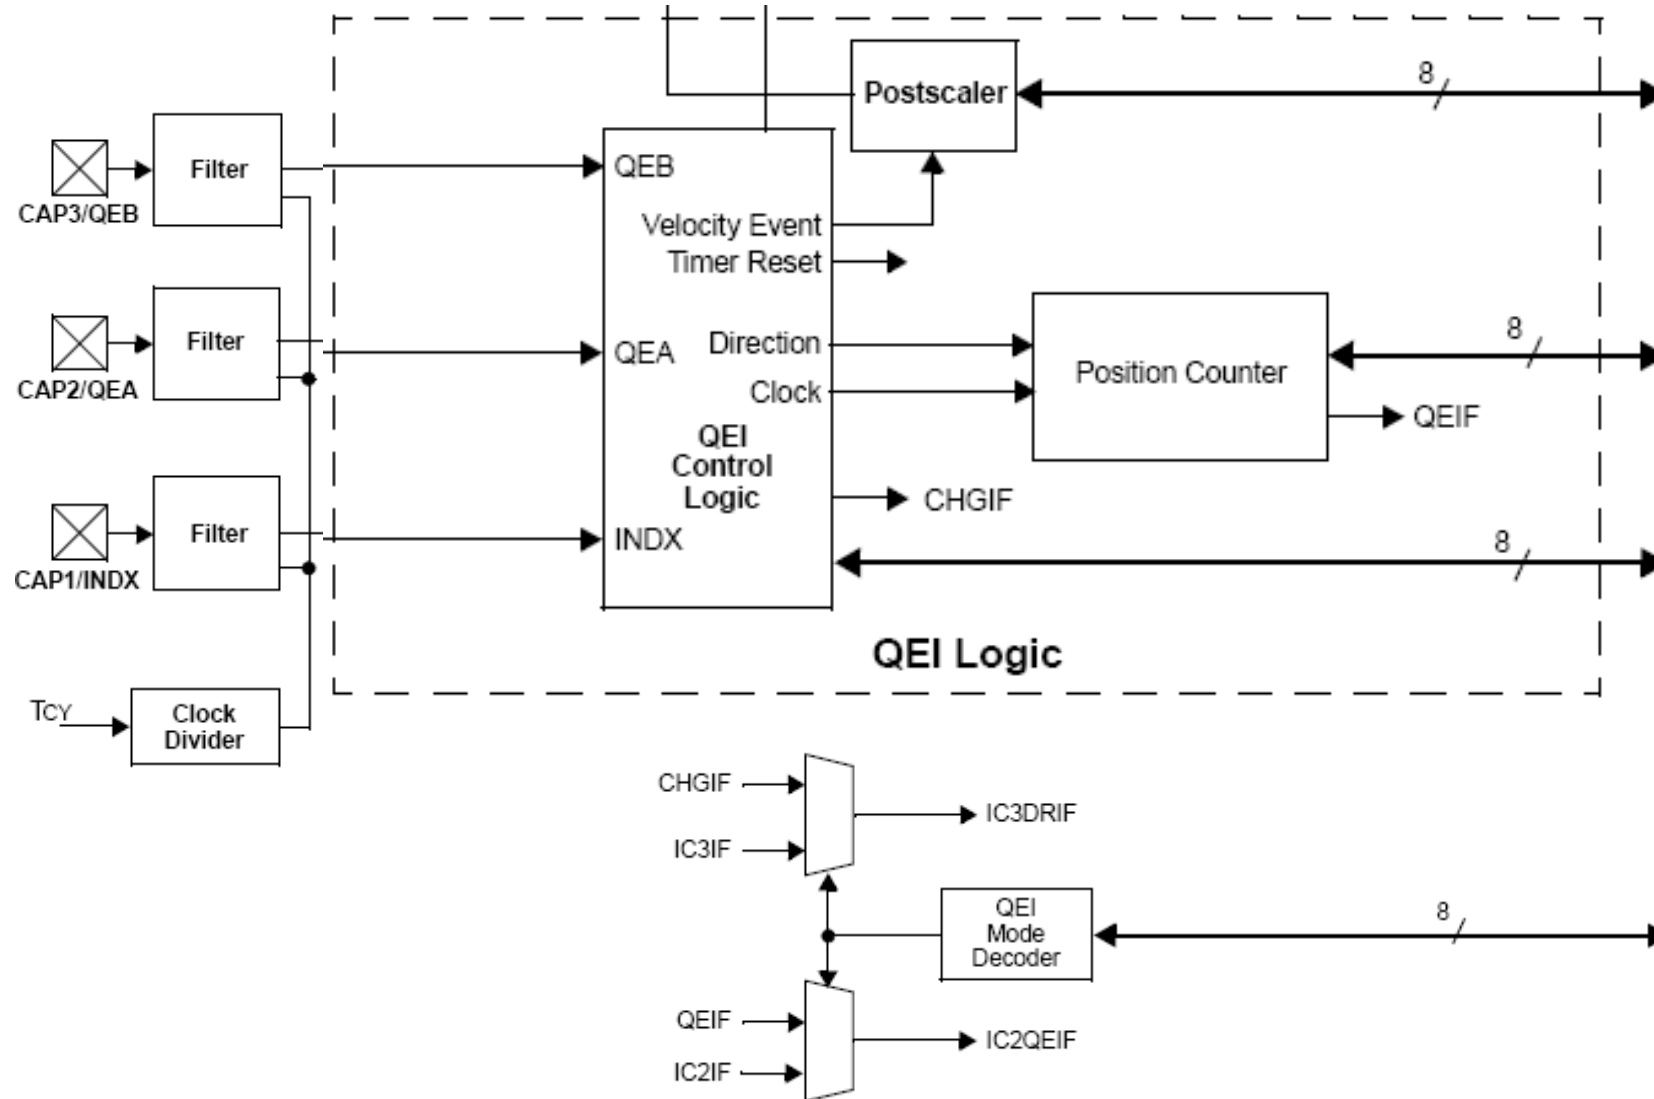 8
Postscaler
Filter
QEB
CAP3/QEB
Velocity Event
Timer Reset
8
Filter
QEA
Direction
Position Counter
CAP2/QEA
Clock
QEIF
QEI
Control
Logic
CHGIF
Filter
INDX
8
CAP1/INDX
QEI Logic
TCY
Clock
Divider
CHGIF
IC3DRIF
IC3IF
QEI
Mode
Decoder
8
QEIF
IC2QEIF
IC2IF